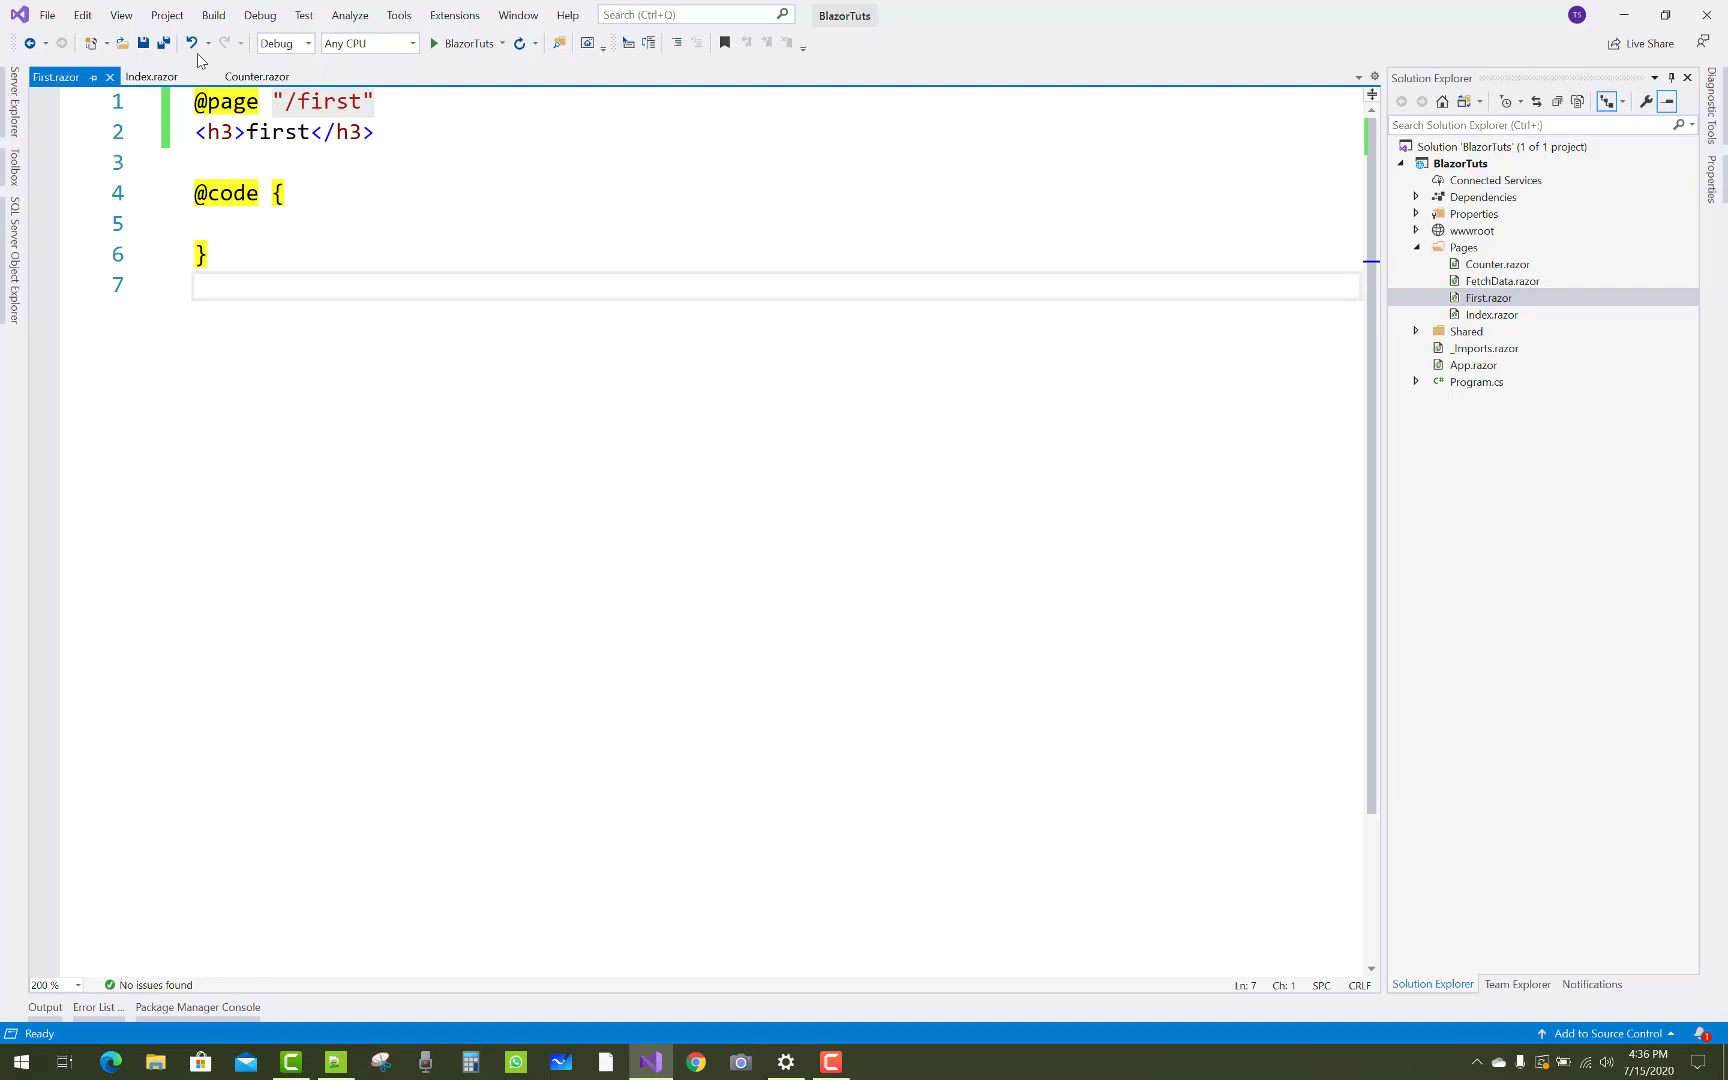 File Edit View Project Build Debug Test Analyze Tools Extensions Window Help Search (Ctrl+Q) BlazorTuts TS
Debug Any CPU BlazorTuts Live Share
First.razor Index.razor Counter.razor
1 @page "/first"
2 <h3>first</h3>
3
4 @code {
5
6 }
7
Server Explorer
Toolbox
SQL Server Object Explorer
Solution Explorer
Search Solution Explorer (Ctrl+;)
Solution 'BlazorTuts' (1 of 1 project)
BlazorTuts
Connected Services
Dependencies
Properties
wwwroot
Pages
Counter.razor
FetchData.razor
First.razor
Index.razor
Shared
_Imports.razor
App.razor
C# Program.cs
Diagnostic Tools
Properties
200 % No issues found Ln: 7 Ch: 1 SPC CRLF
Solution Explorer Team Explorer Notifications
Output Error List ... Package Manager Console
Ready Add to Source Control 1
4:36 PM
7/15/2020